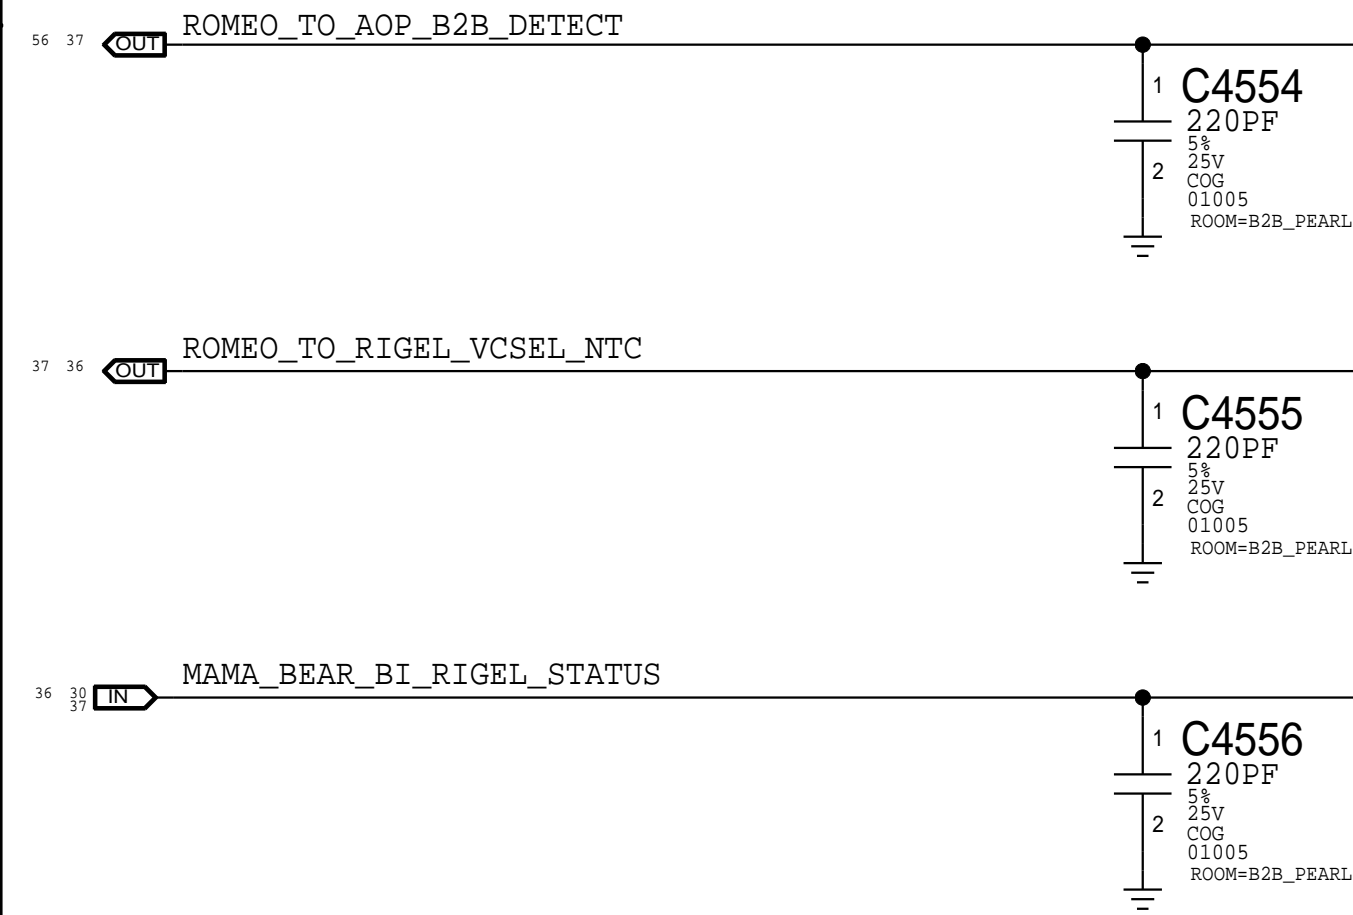 ROMEO_TO_AOP_B2B_DETECT
56 37 OUT
1 C4554
220PF
5%
25V
2
COG
01005
ROOM=B2B_PEARL
ROMEO_TO_RIGEL_VCSEL_NTC
37 36 OUT
1 C4555
220PF
5%
25V
2
COG
01005
ROOM=B2B_PEARL
MAMA_BEAR_BI_RIGEL_STATUS
36 30 IN
37
1 C4556
220PF
5%
25V
2
COG
01005
ROOM=B2B_PEARL